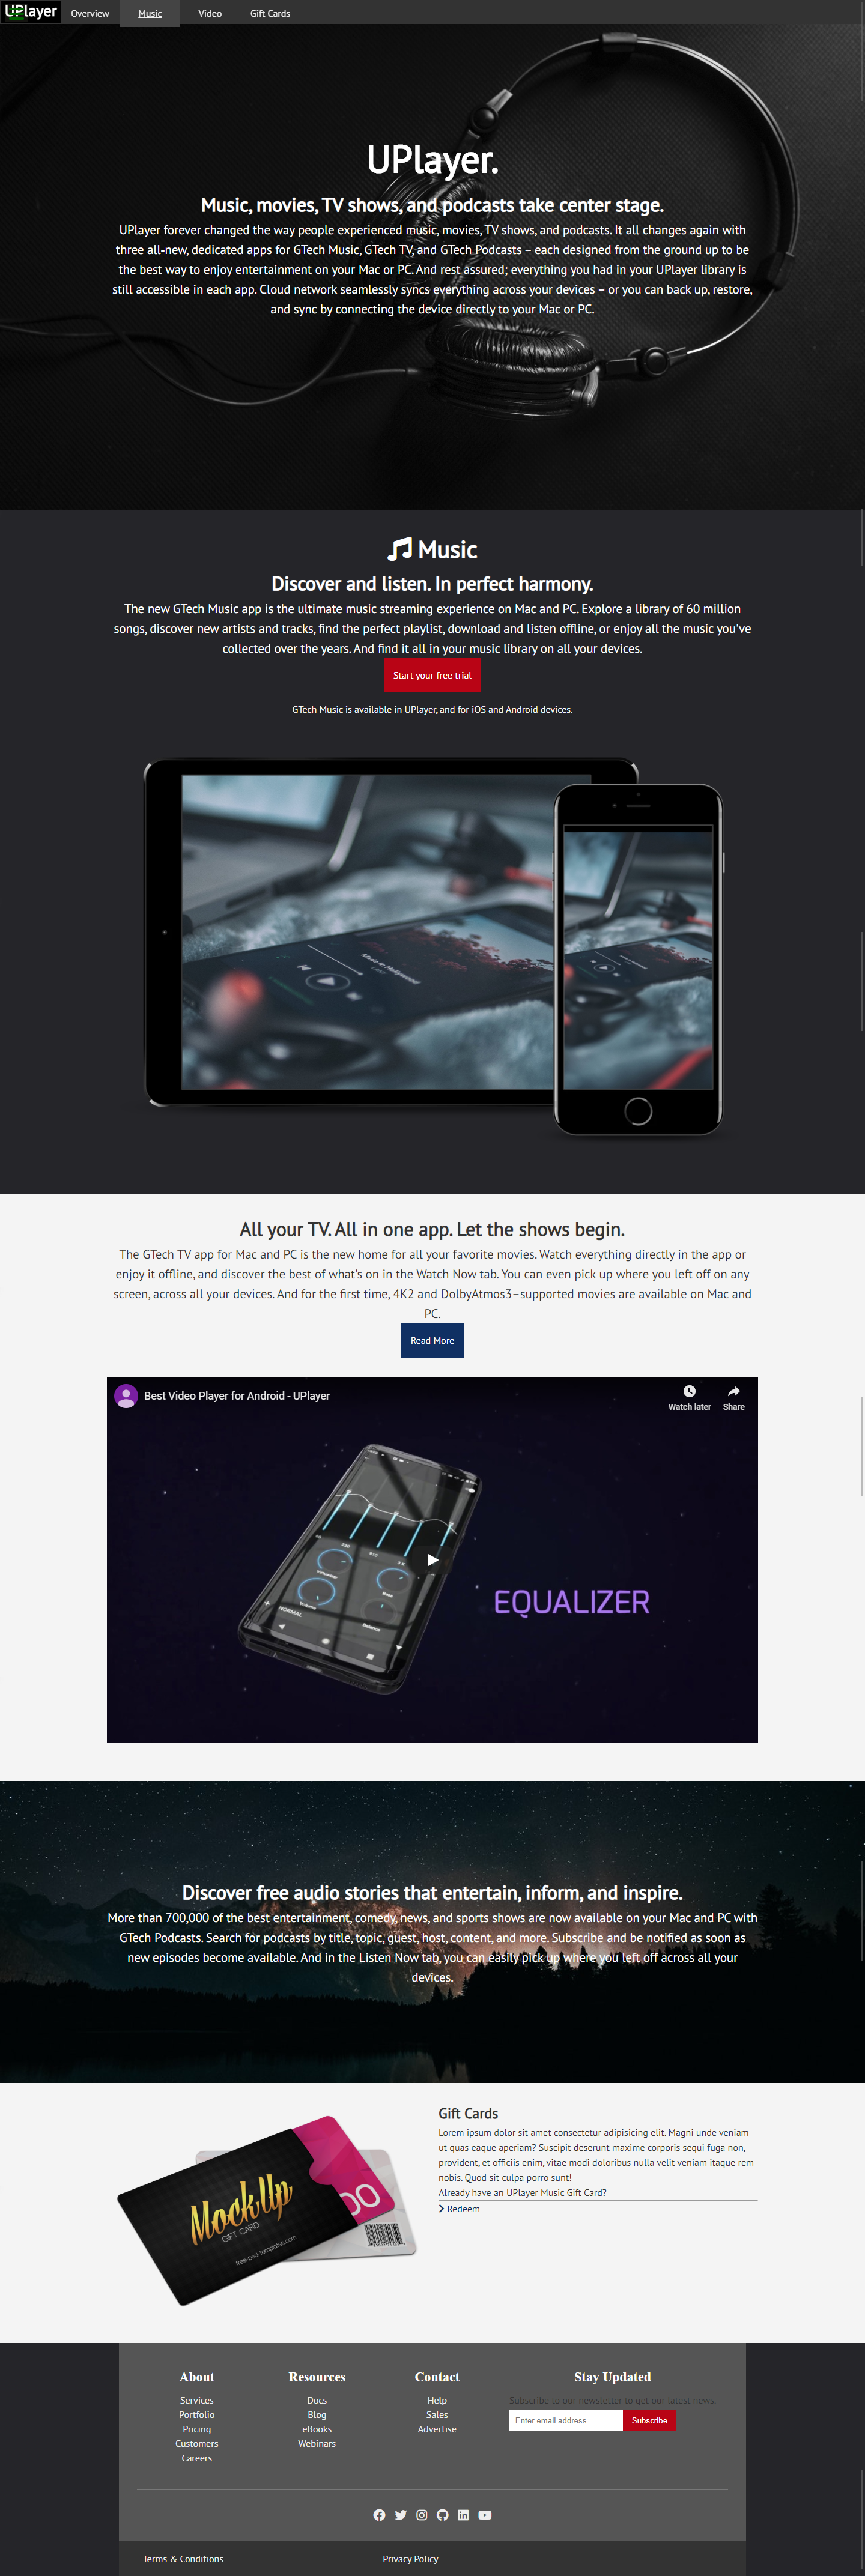 UPlayer
Overview
Music
Video
Gift Cards
UPlayer.
Music, movies, TV shows, and podcasts take center stage.
UPlayer forever changed the way people experienced music, movies, TV shows, and podcasts. It all changes again with
three all-new, dedicated apps for GTech Music, GTech TV, and GTech Podcasts – each designed from the ground up to be
the best way to enjoy entertainment on your Mac or PC. And rest assured; everything you had in your UPlayer library is
still accessible in each app. Cloud network seamlessly syncs everything across your devices – or you can back up, restore,
and sync by connecting the device directly to your Mac or PC.
Music
Discover and listen. In perfect harmony.
The new GTech Music app is the ultimate music streaming experience on Mac and PC. Explore a library of 60 million
songs, discover new artists and tracks, find the perfect playlist, download and listen offline, or enjoy all the music you've
collected over the years. And find it all in your music library on all your devices.
Start your free trial
GTech Music is available in UPlayer, and for iOS and Android devices.
Made In Hollywood
Made In Hollywood
All your TV. All in one app. Let the shows begin.
The GTech TV app for Mac and PC is the new home for all your favorite movies. Watch everything directly in the app or
enjoy it offline, and discover the best of what's on in the Watch Now tab. You can even pick up where you left off on any
screen, across all your devices. And for the first time, 4K2 and DolbyAtmos3–supported movies are available on Mac and
PC.
Read More
Best Video Player for Android - UPlayer
Watch later
Share
Virtualizer
Volume
Balance
NORMAL
EQUALIZER
Discover free audio stories that entertain, inform, and inspire.
More than 700,000 of the best entertainment, comedy, news, and sports shows are now available on your Mac and PC with
GTech Podcasts. Search for podcasts by title, topic, guest, host, content, and more. Subscribe and be notified as soon as
new episodes become available. And in the Listen Now tab, you can easily pick up where you left off across all your
devices.
MockUp
GIFT CARD
free-psd-templates.com
00
Gift Cards
Lorem ipsum dolor sit amet consectetur adipisicing elit. Magni unde veniam
ut quas eaque aperiam? Suscipit deserunt maxime corporis sequi fuga non,
provident, et officiis enim, vitae modi doloribus nulla velit veniam itaque rem
nobis. Quod sit culpa porro sunt!
Already have an UPlayer Music Gift Card?
Redeem
About
Services
Portfolio
Pricing
Customers
Careers
Resources
Docs
Blog
eBooks
Webinars
Contact
Help
Sales
Advertise
Stay Updated
Subscribe to our newsletter to get our latest news.
Enter email address
Subscribe
Terms & Conditions
Privacy Policy